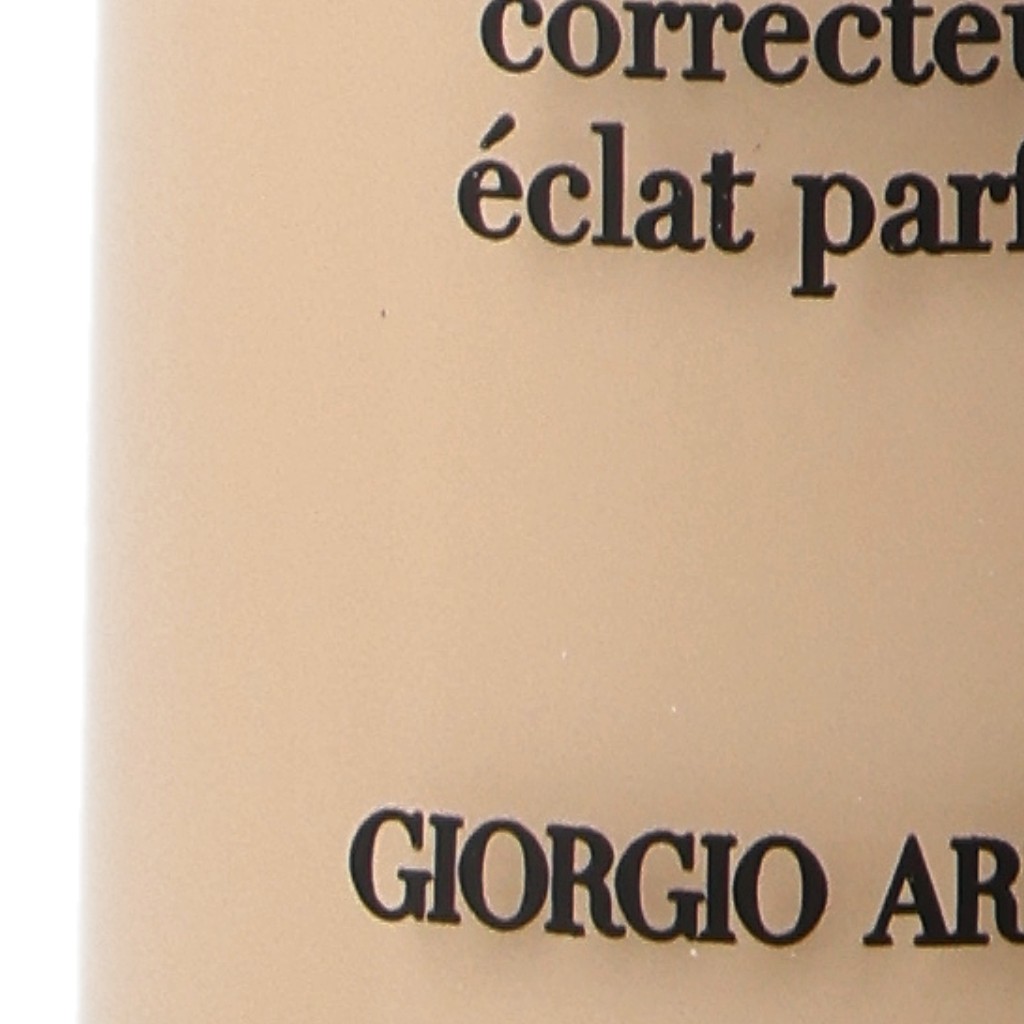 correcteu
éclat parf
GIORGIO AR